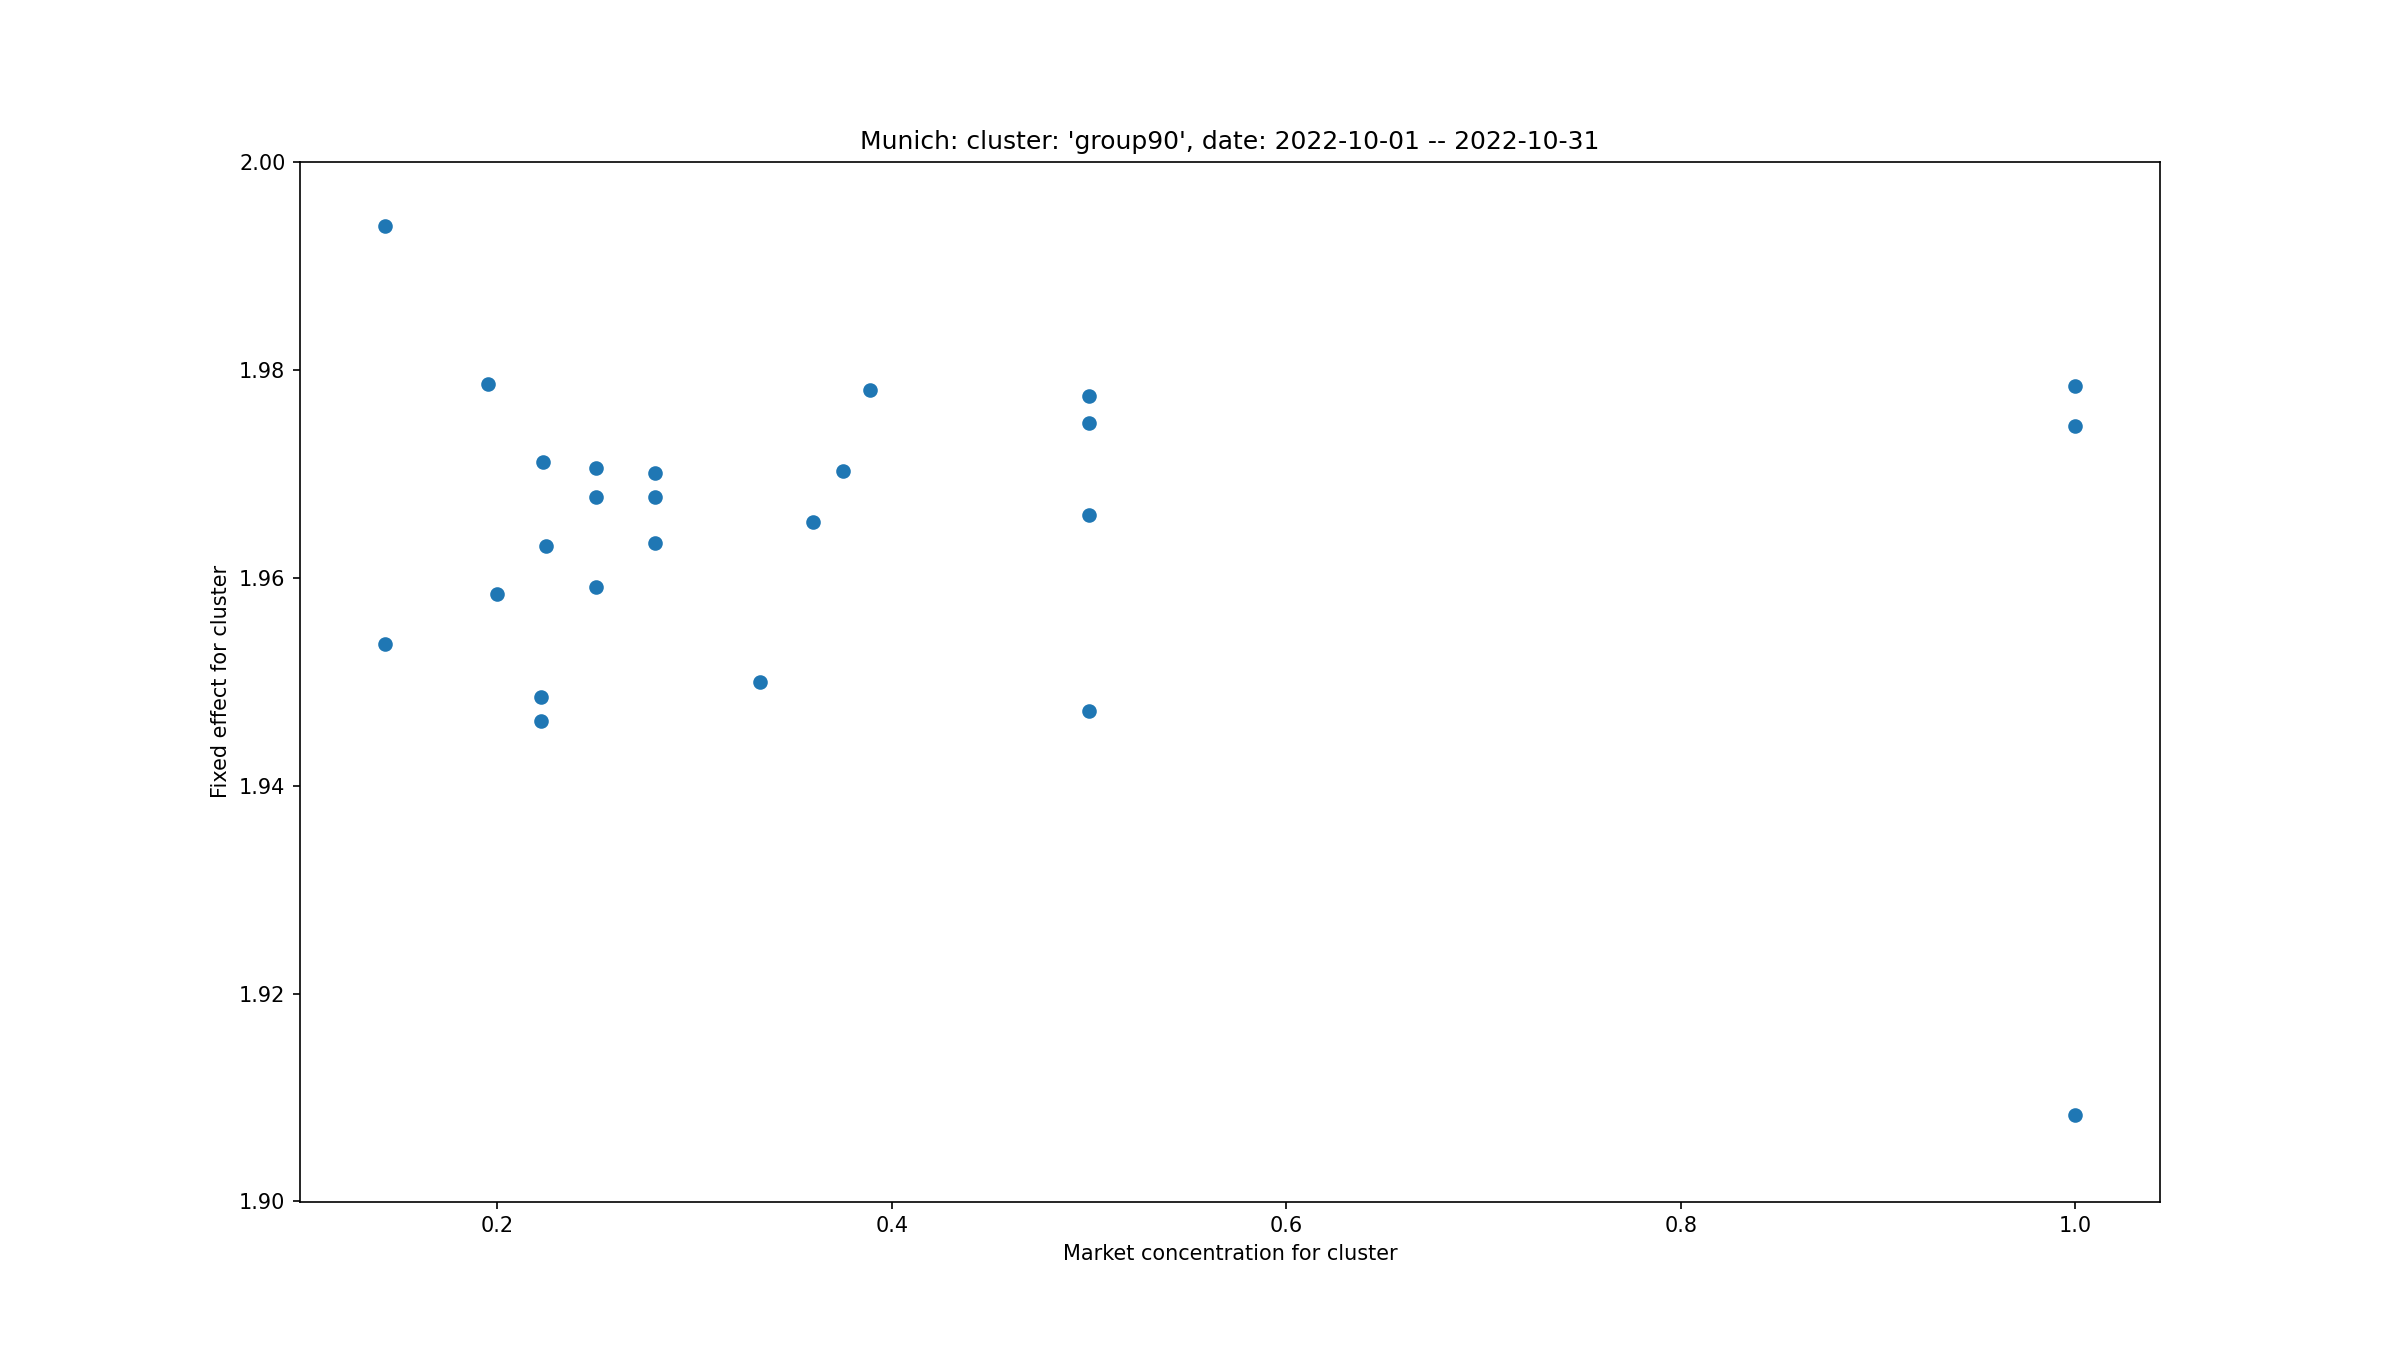 Munich: cluster: 'group90', date: 2022-10-01 -- 2022-10-31
2.00
1.98
1.96
1.94
1.92
1.90
Fixed effect for cluster
0.2 0.4 0.6 0.8 1.0
Market concentration for cluster